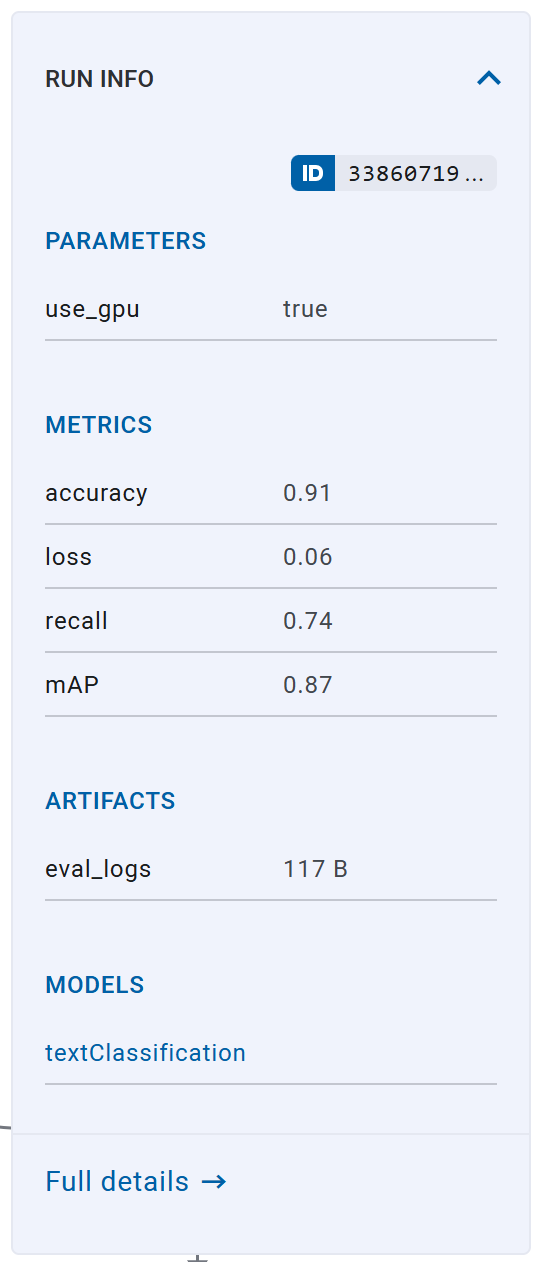 RUN INFO
ID 33860719...
PARAMETERS
use_gpu true
METRICS
accuracy 0.91
loss 0.06
recall 0.74
mAP 0.87
ARTIFACTS
eval_logs 117 B
MODELS
textClassification
Full details →